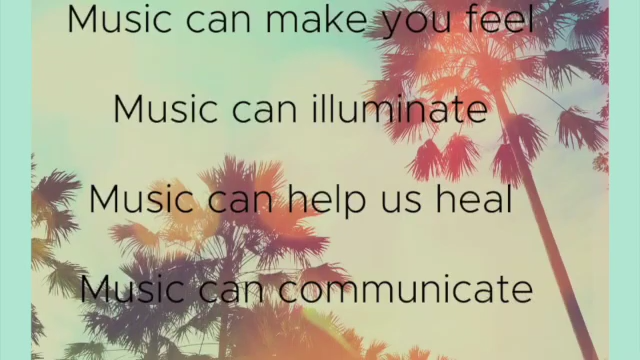 Music can make you feel
Music can illuminate
Music can help us heal
Music can communicate